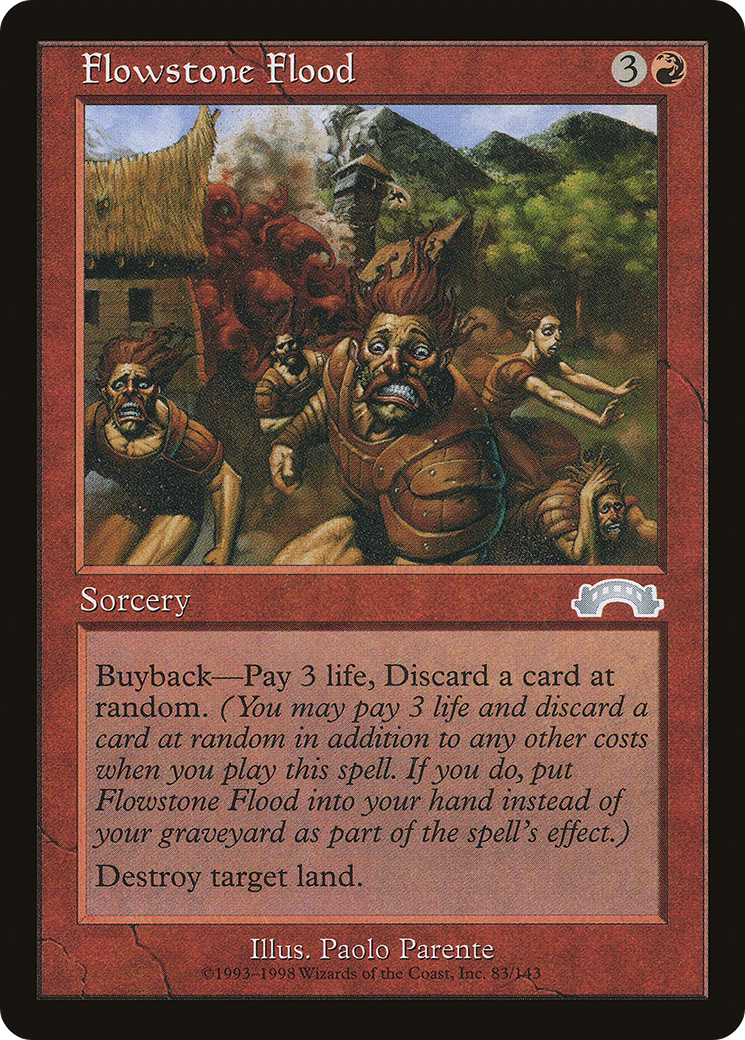 Flowstone Flood 3
Sorcery
Buyback—Pay 3 life, Discard a card at
random. (You may pay 3 life and discard a
card at random in addition to any other costs
when you play this spell. If you do, put
Flowstone Flood into your hand instead of
your graveyard as part of the spell's effect.)
Destroy target land.
Illus. Paolo Parente
©1993–1998 Wizards of the Coast, Inc. 83/143